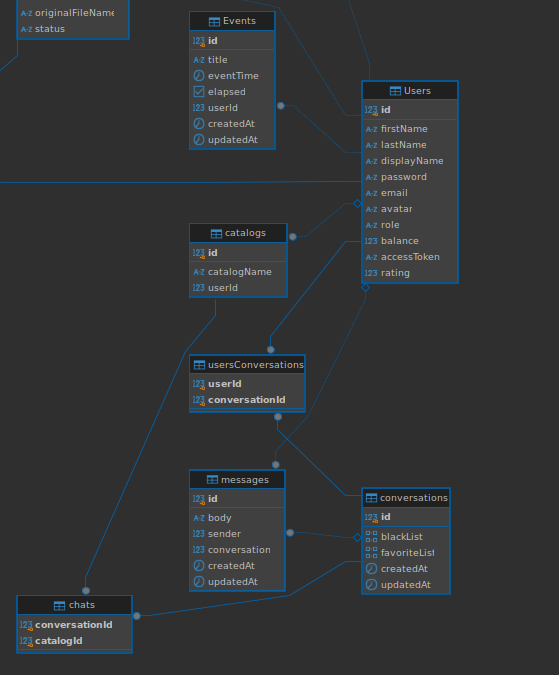 originalFileName
status
Events
id
title
eventTime
elapsed
userId
createdAt
updatedAt
Users
id
firstName
lastName
displayName
password
email
avatar
role
balance
accessToken
rating
catalogs
id
catalogName
userId
usersConversations
userId
conversationId
messages
id
body
sender
conversation
createdAt
updatedAt
conversations
id
blackList
favoriteList
createdAt
updatedAt
chats
conversationId
catalogId